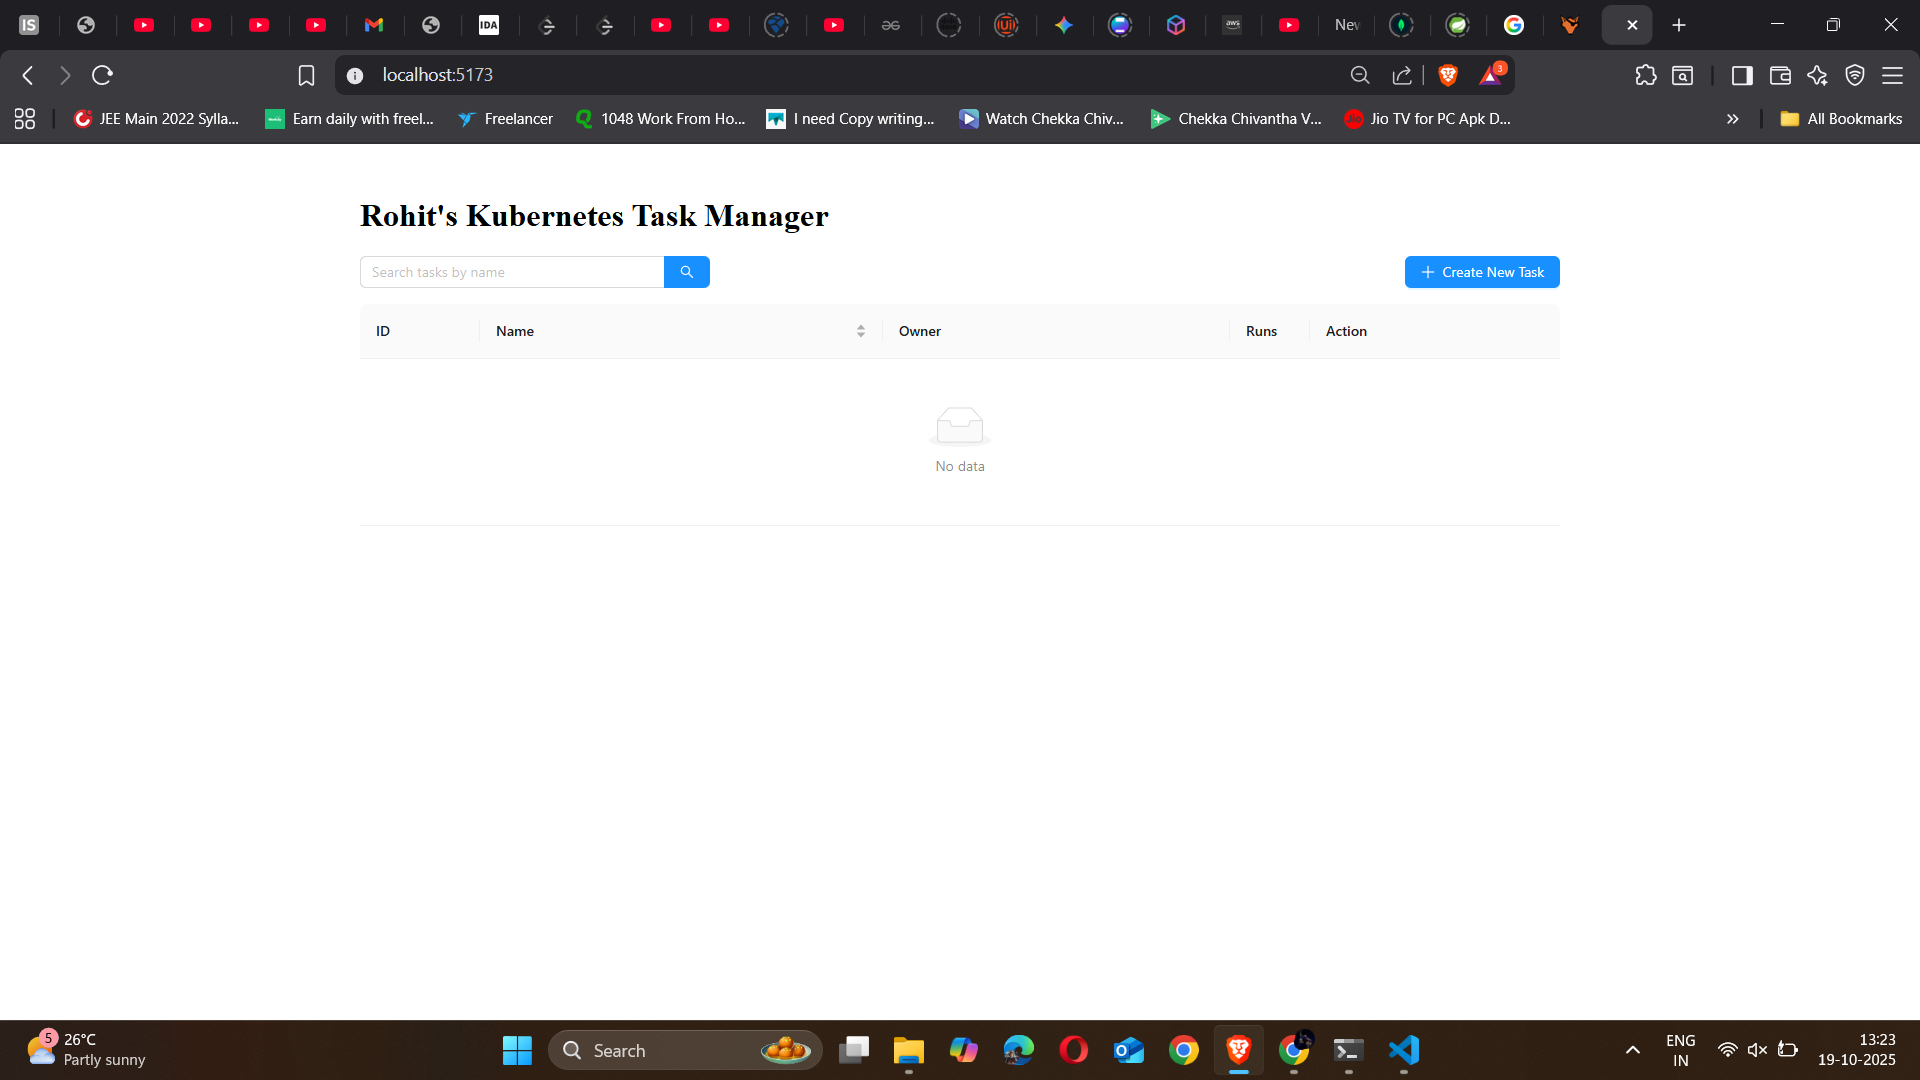 IS
IDA
aws
New
localhost:5173
3
JEE Main 2022 Sylla...
Earn daily with freel...
Freelancer
1048 Work From Ho...
I need Copy writing...
Watch Chekka Chiv...
Chekka Chivantha V...
Jio
Jio TV for PC Apk D...
All Bookmarks
Rohit's Kubernetes Task Manager
Search tasks by name
Create New Task
ID
Name
Owner
Runs
Action
No data
5
26°C
Partly sunny
Search
ENG
IN
13:23
19-10-2025